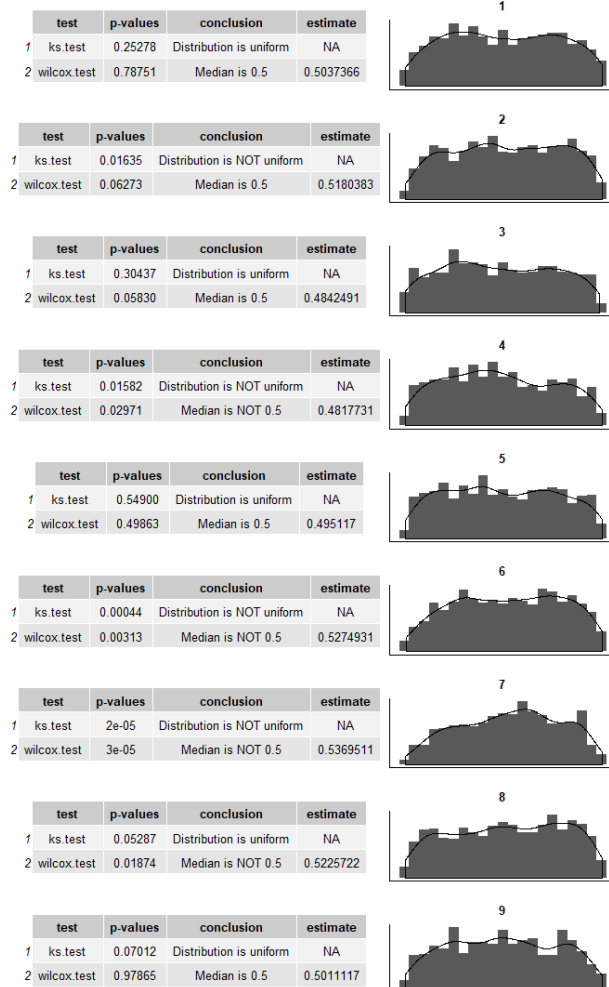 1
test p-values conclusion estimate
1 ks.test 0.25278 Distribution is uniform NA
2 wilcox.test 0.78751 Median is 0.5 0.5037366
2
test p-values conclusion estimate
1 ks.test 0.01635 Distribution is NOT uniform NA
2 wilcox.test 0.06273 Median is 0.5 0.5180383
3
test p-values conclusion estimate
1 ks.test 0.30437 Distribution is uniform NA
2 wilcox.test 0.05830 Median is 0.5 0.4842491
4
test p-values conclusion estimate
1 ks.test 0.01582 Distribution is NOT uniform NA
2 wilcox.test 0.02971 Median is NOT 0.5 0.4817731
5
test p-values conclusion estimate
1 ks.test 0.54900 Distribution is uniform NA
2 wilcox.test 0.49863 Median is 0.5 0.495117
6
test p-values conclusion estimate
1 ks.test 0.00044 Distribution is NOT uniform NA
2 wilcox.test 0.00313 Median is NOT 0.5 0.5274931
7
test p-values conclusion estimate
1 ks.test 2e-05 Distribution is NOT uniform NA
2 wilcox.test 3e-05 Median is NOT 0.5 0.5369511
8
test p-values conclusion estimate
1 ks.test 0.05287 Distribution is uniform NA
2 wilcox.test 0.01874 Median is NOT 0.5 0.5225722
9
test p-values conclusion estimate
1 ks.test 0.07012 Distribution is uniform NA
2 wilcox.test 0.97865 Median is 0.5 0.5011117